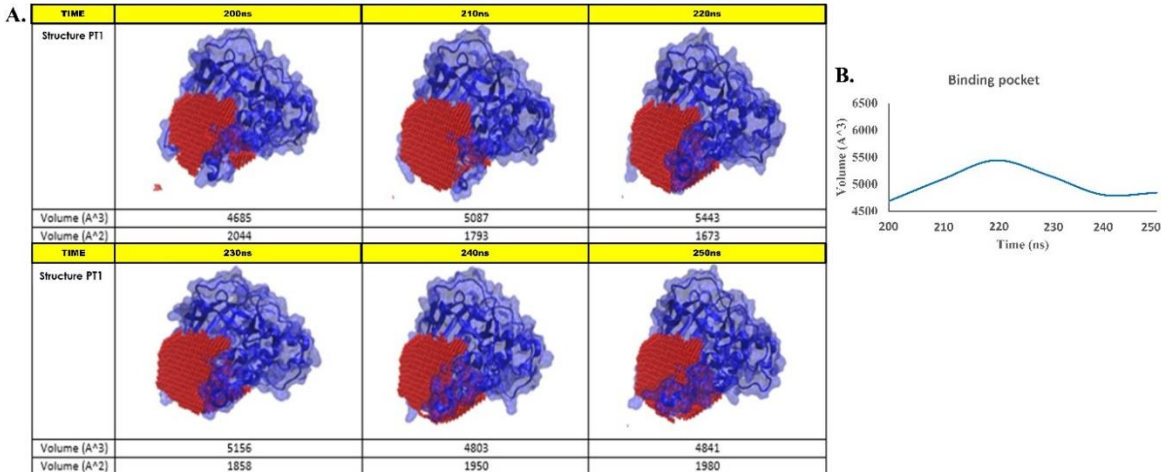 A.
TIME 200ns 210ns 220ns
Structure PT1
Volume (A^3) 4685 5087 5443
Volume (A^2) 2044 1793 1673
TIME 230ns 240ns 250ns
Structure PT1
Volume (A^3) 5156 4803 4841
Volume (A^2) 1858 1950 1980
B.
Binding pocket
Volume (A^3)
6500
6000
5500
5000
4500
200 210 220 230 240 250
Time (ns)